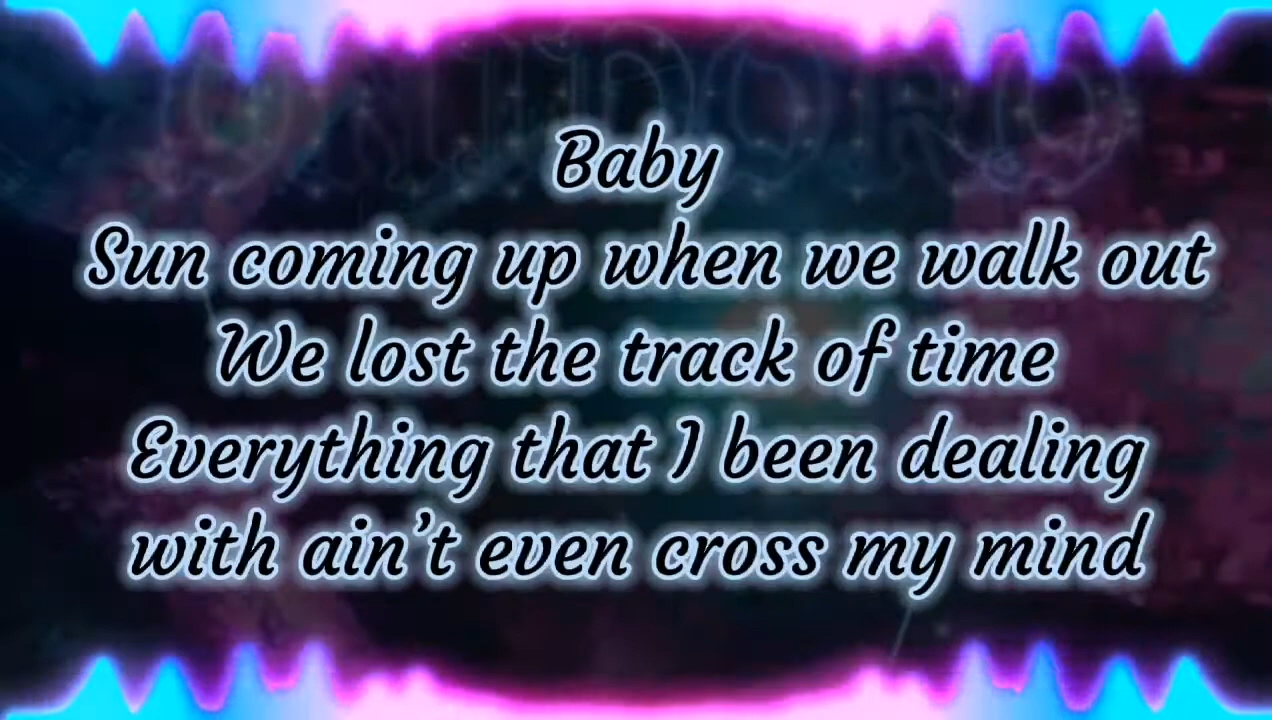 Baby
Sun coming up when we walk out
We lost the track of time
Everything that I been dealing
with ain't even cross my mind